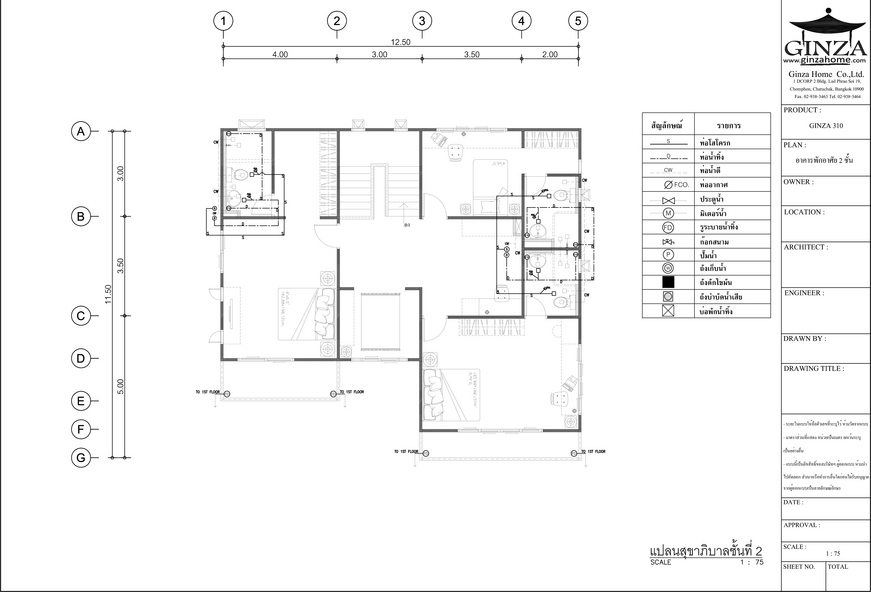 1 2 3 4 5
12.50
4.00 3.00 3.50 2.00
A
B
C
D
E
F
G
3.00
3.50
5.00
11.50
TO 1ST FLOOR
TO 1ST FLOOR
TO 1ST FLOOR
TO 1ST FLOOR
สัญลักษณ์ รายการ
S ท่อโสโครก
D ท่อน้ำทิ้ง
CW ท่อน้ำดี
FCO. ท่ออากาศ
ประตูน้ำ
M มิเตอร์น้ำ
FD รูระบายน้ำทิ้ง
ก๊อกสนาม
P ปั๊มน้ำ
ถังเก็บน้ำ
ถังดักไขมัน
ถังบำบัดน้ำเสีย
บ่อพักน้ำทิ้ง
แปลนสุขาภิบาลชั้นที่ 2
SCALE 1 : 75
GINZA
www.ginzahome.com
Ginza Home Co.,Ltd.
PRODUCT :
GINZA 310
PLAN :
อาคารพักอาศัย 2 ชั้น
OWNER :
LOCATION :
ARCHITECT :
ENGINEER :
DRAWN BY :
DRAWING TITLE :
DATE :
APPROVAL :
SCALE :
1 : 75
SHEET NO. TOTAL